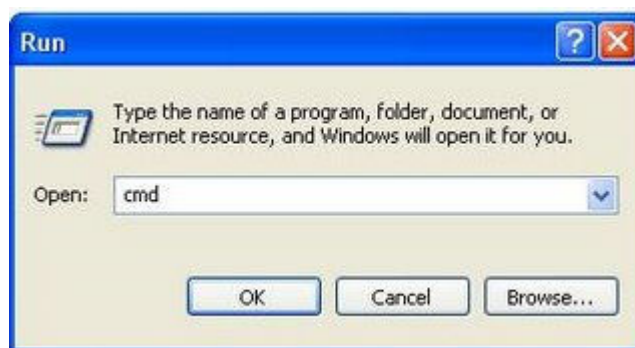 Run
Type the name of a program, folder, document, or
Internet resource, and Windows will open it for you.
Open: cmd
OK Cancel Browse...